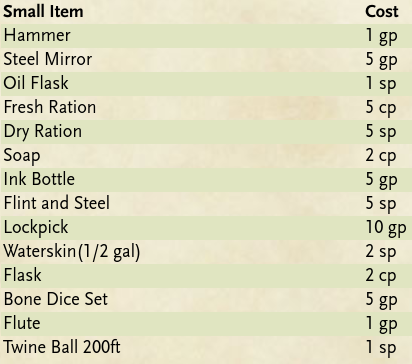 Small Item Cost
Hammer 1 gp
Steel Mirror 5 gp
Oil Flask 1 sp
Fresh Ration 5 cp
Dry Ration 5 sp
Soap 2 cp
Ink Bottle 5 gp
Flint and Steel 5 sp
Lockpick 10 gp
Waterskin(1/2 gal) 2 sp
Flask 2 cp
Bone Dice Set 5 gp
Flute 1 gp
Twine Ball 200ft 1 sp